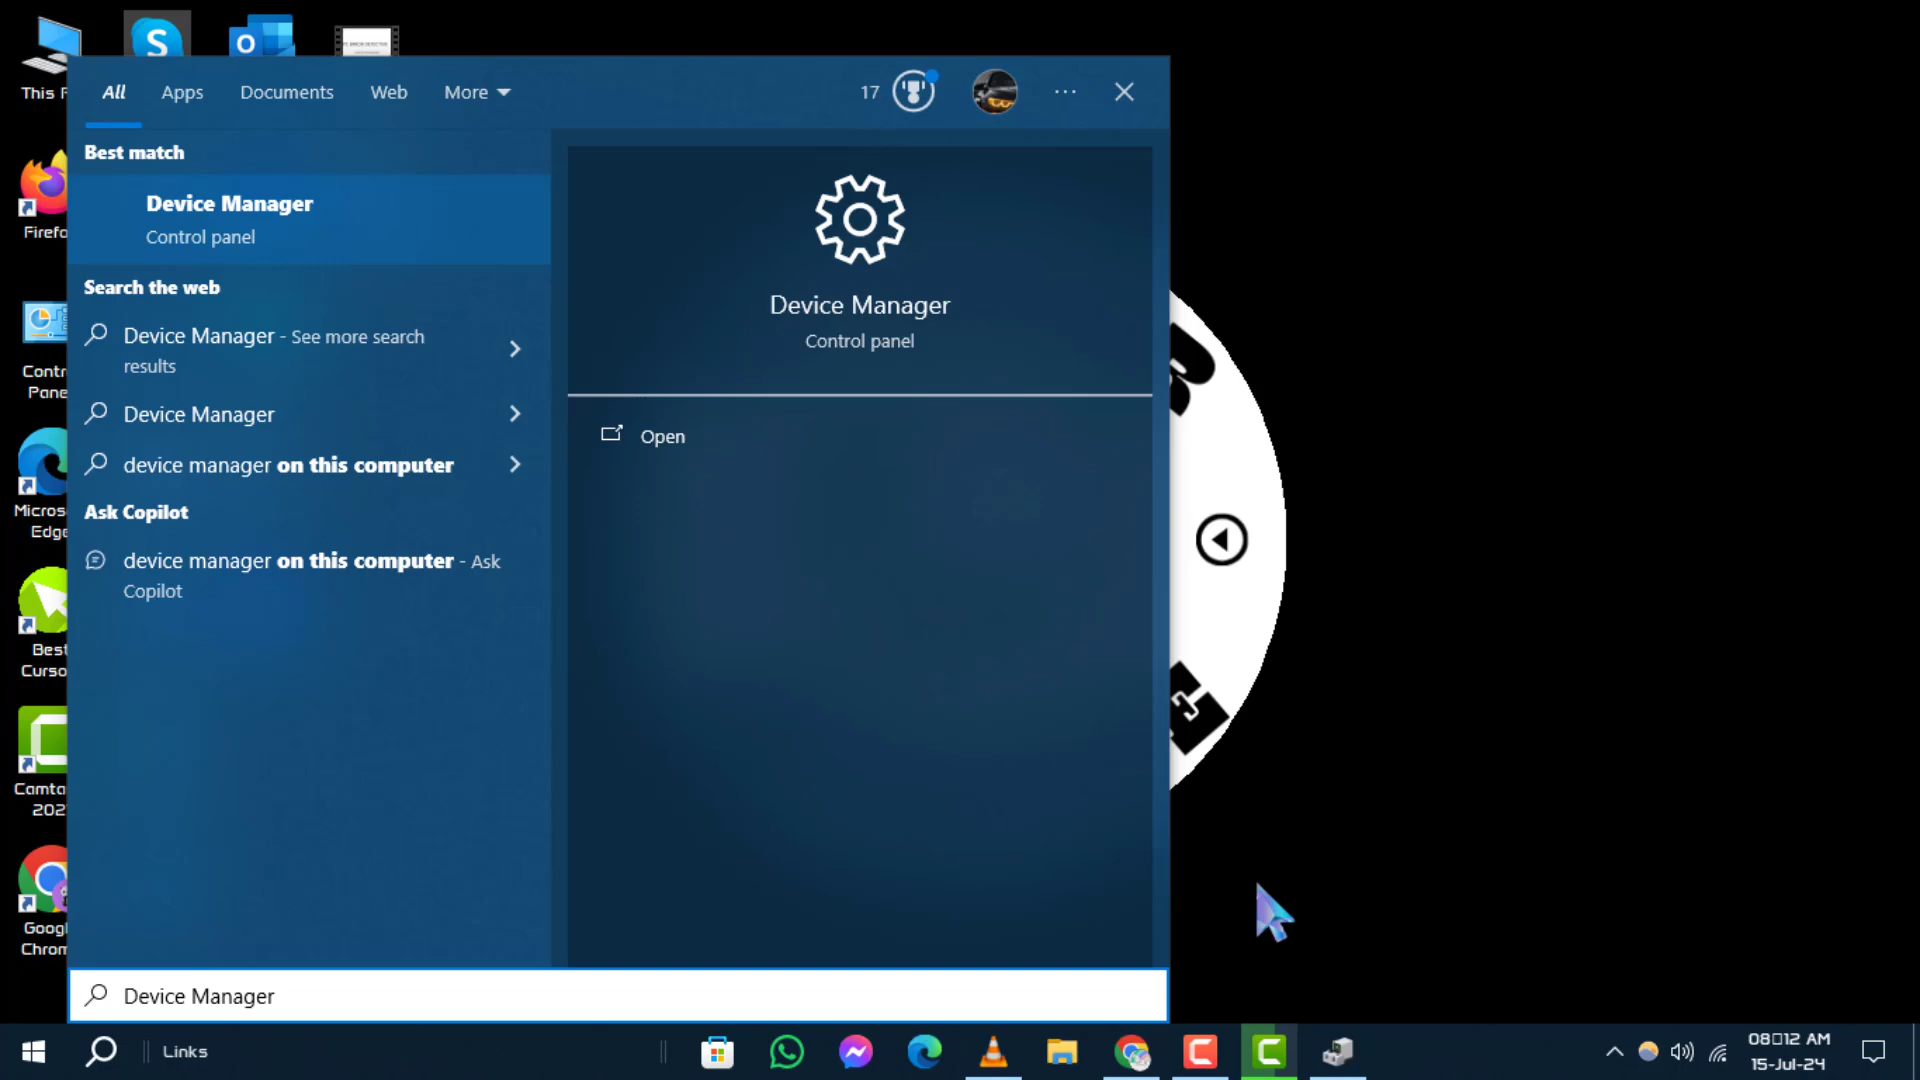 This
All
Apps
Documents
Web
More
17
Best match
Device Manager
Control panel
Search the web
Device Manager - See more search
results
Device Manager
device manager on this computer
Ask Copilot
device manager on this computer - Ask
Copilot
Device Manager
Control panel
Open
Firefo
Contr
Pane
Micros
Edge
Best
Curso
Camta
202
Goog
Chrom
Device Manager
Links
08:12 AM
15-Jul-24